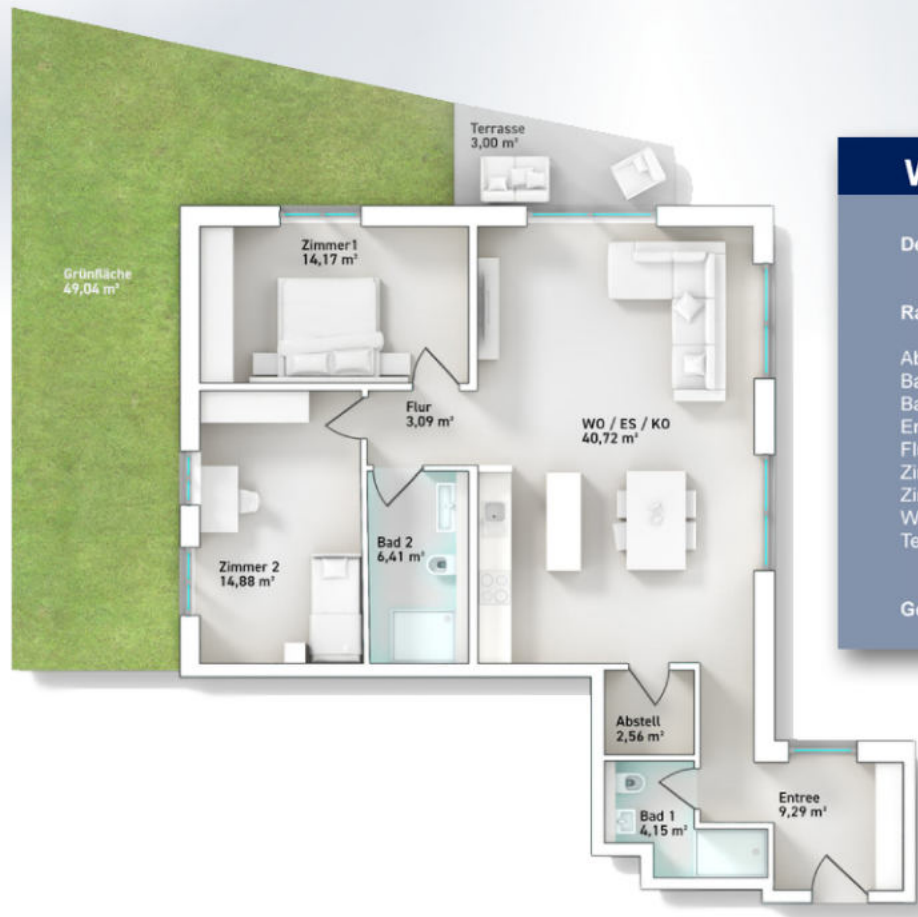 Terrasse
3,00 m²
Zimmer1
14,17 m²
Grünfläche
49,04 m²
Flur
3,09 m²
WO / ES / KO
40,72 m²
Bad 2
6,41 m²
Zimmer 2
14,88 m²
Abstell
2,56 m²
Bad 1
4,15 m²
Entree
9,29 m²